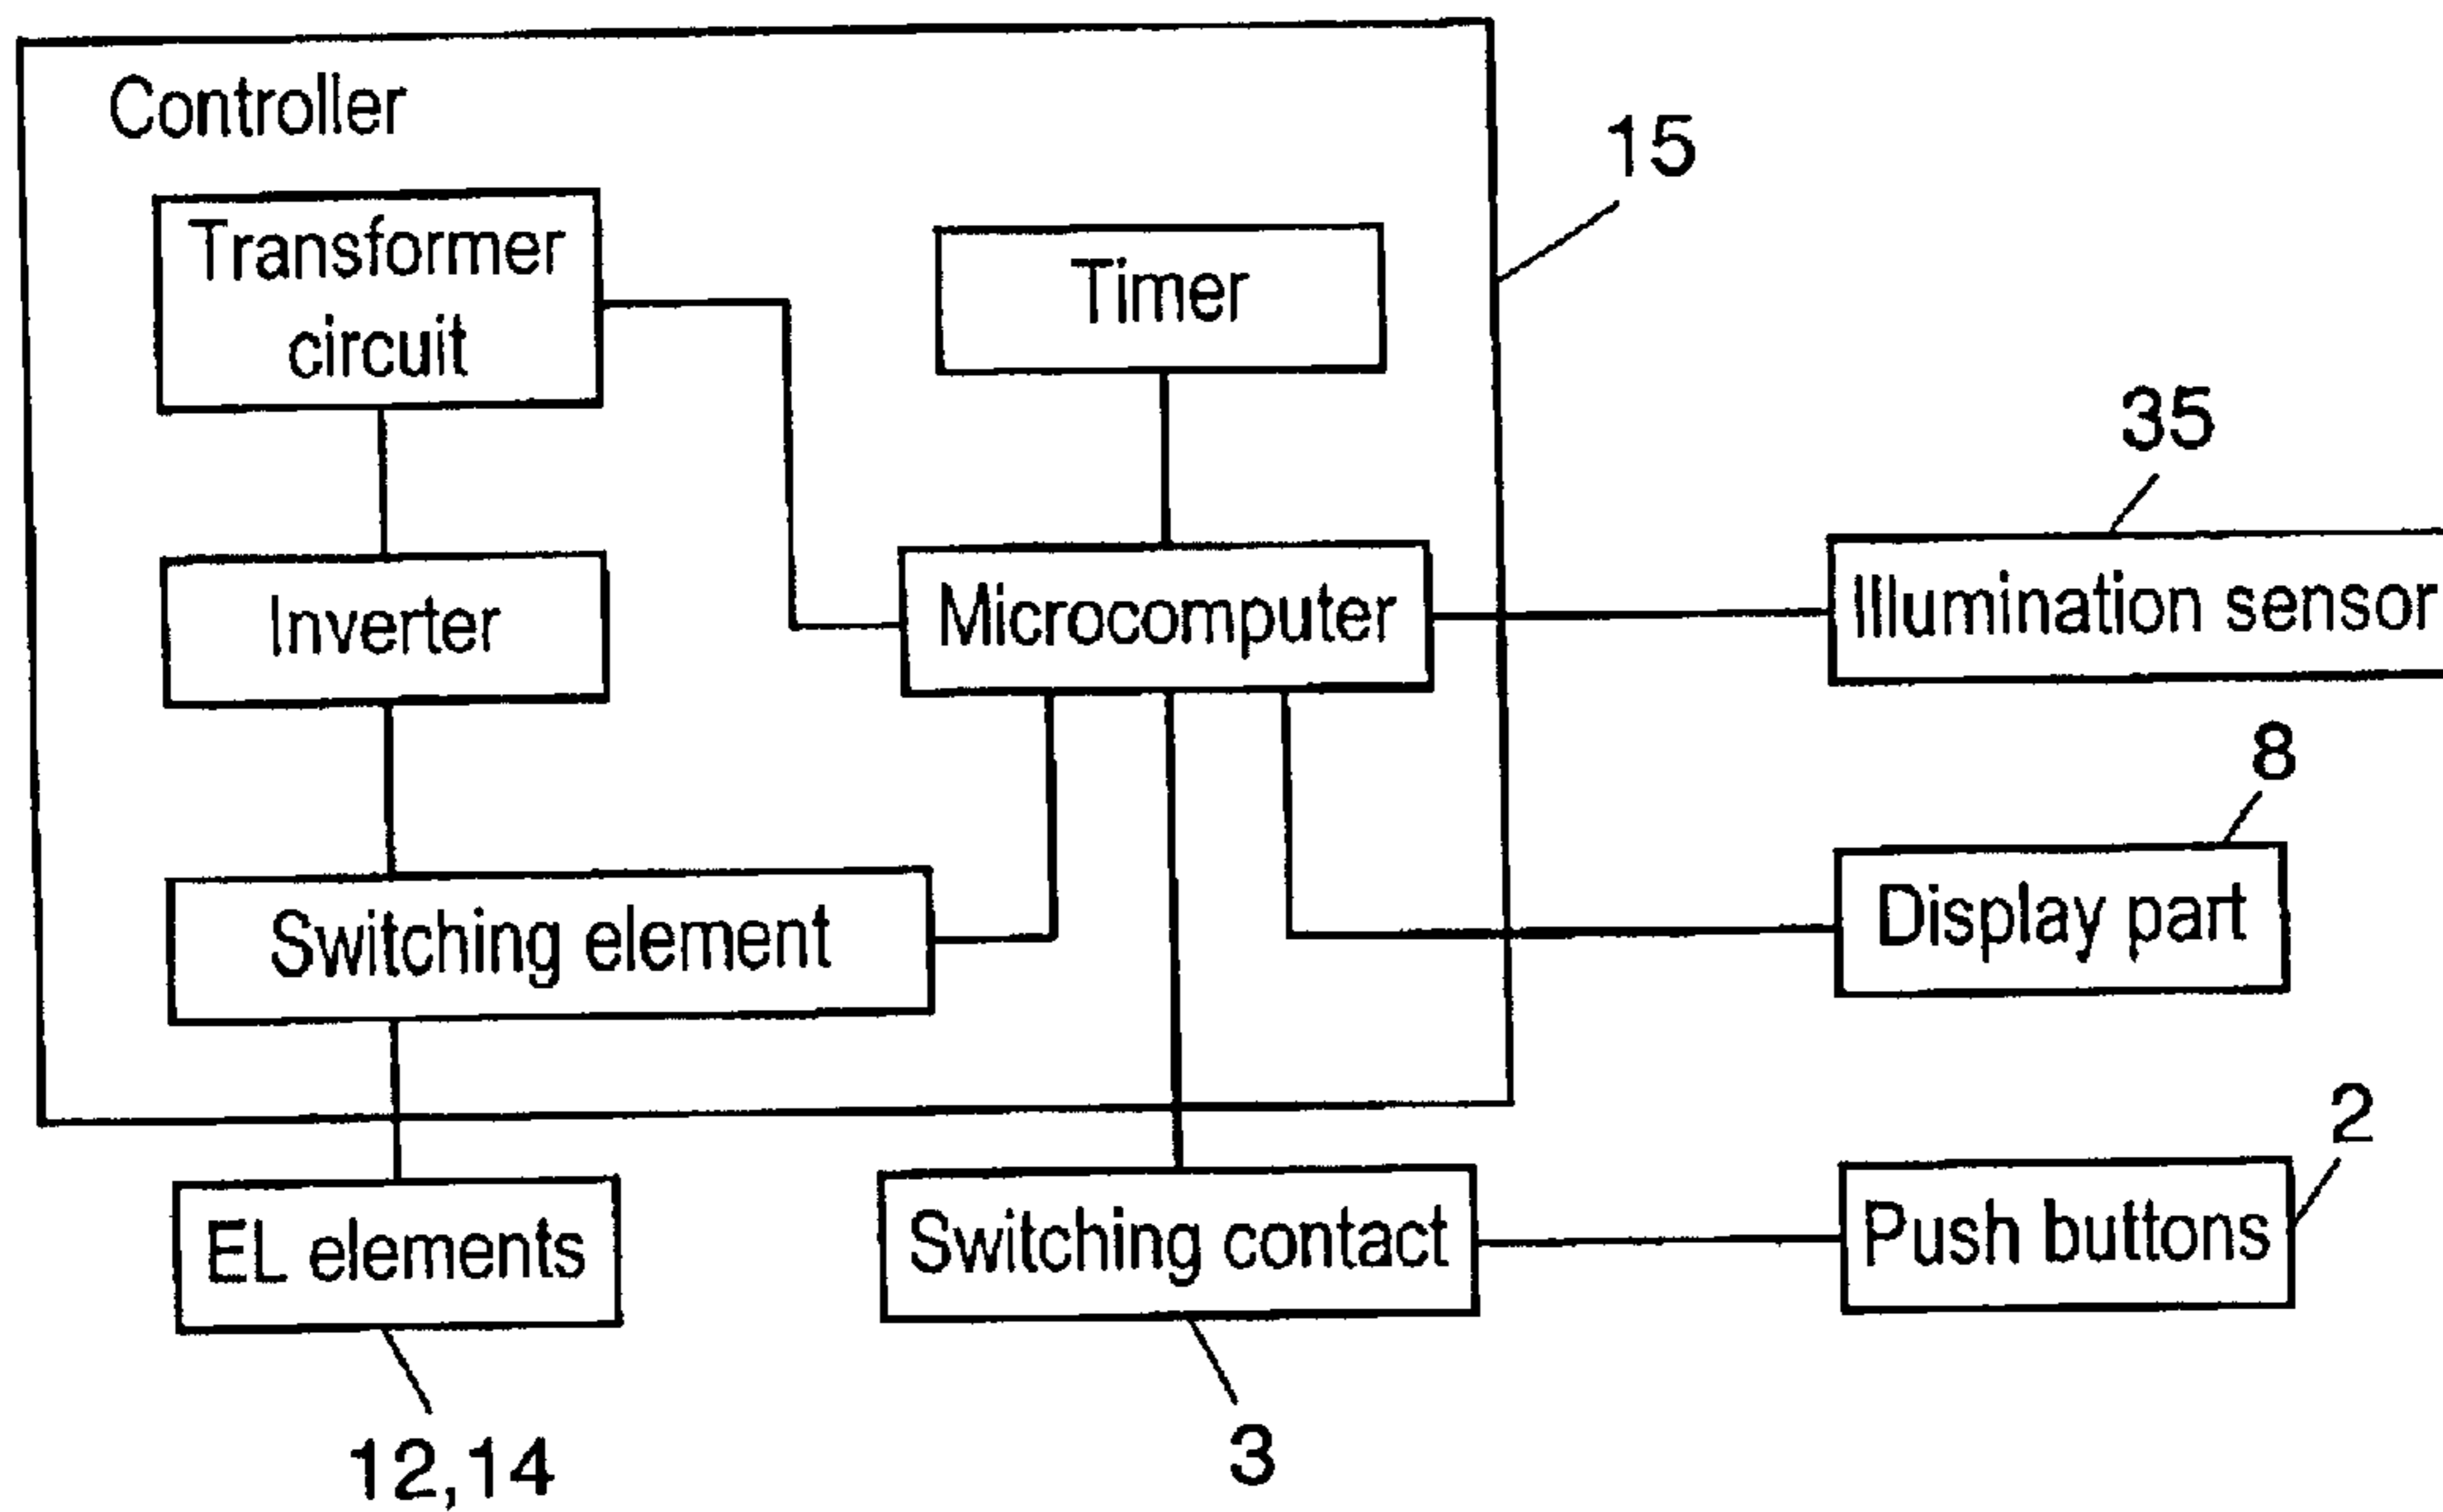 Controller
15
Transformer
circuit
Timer
35
Inverter
Microcomputer
Illumination sensor
8
Switching element
Display part
2
EL elements
Switching contact
Push buttons
12,14
3